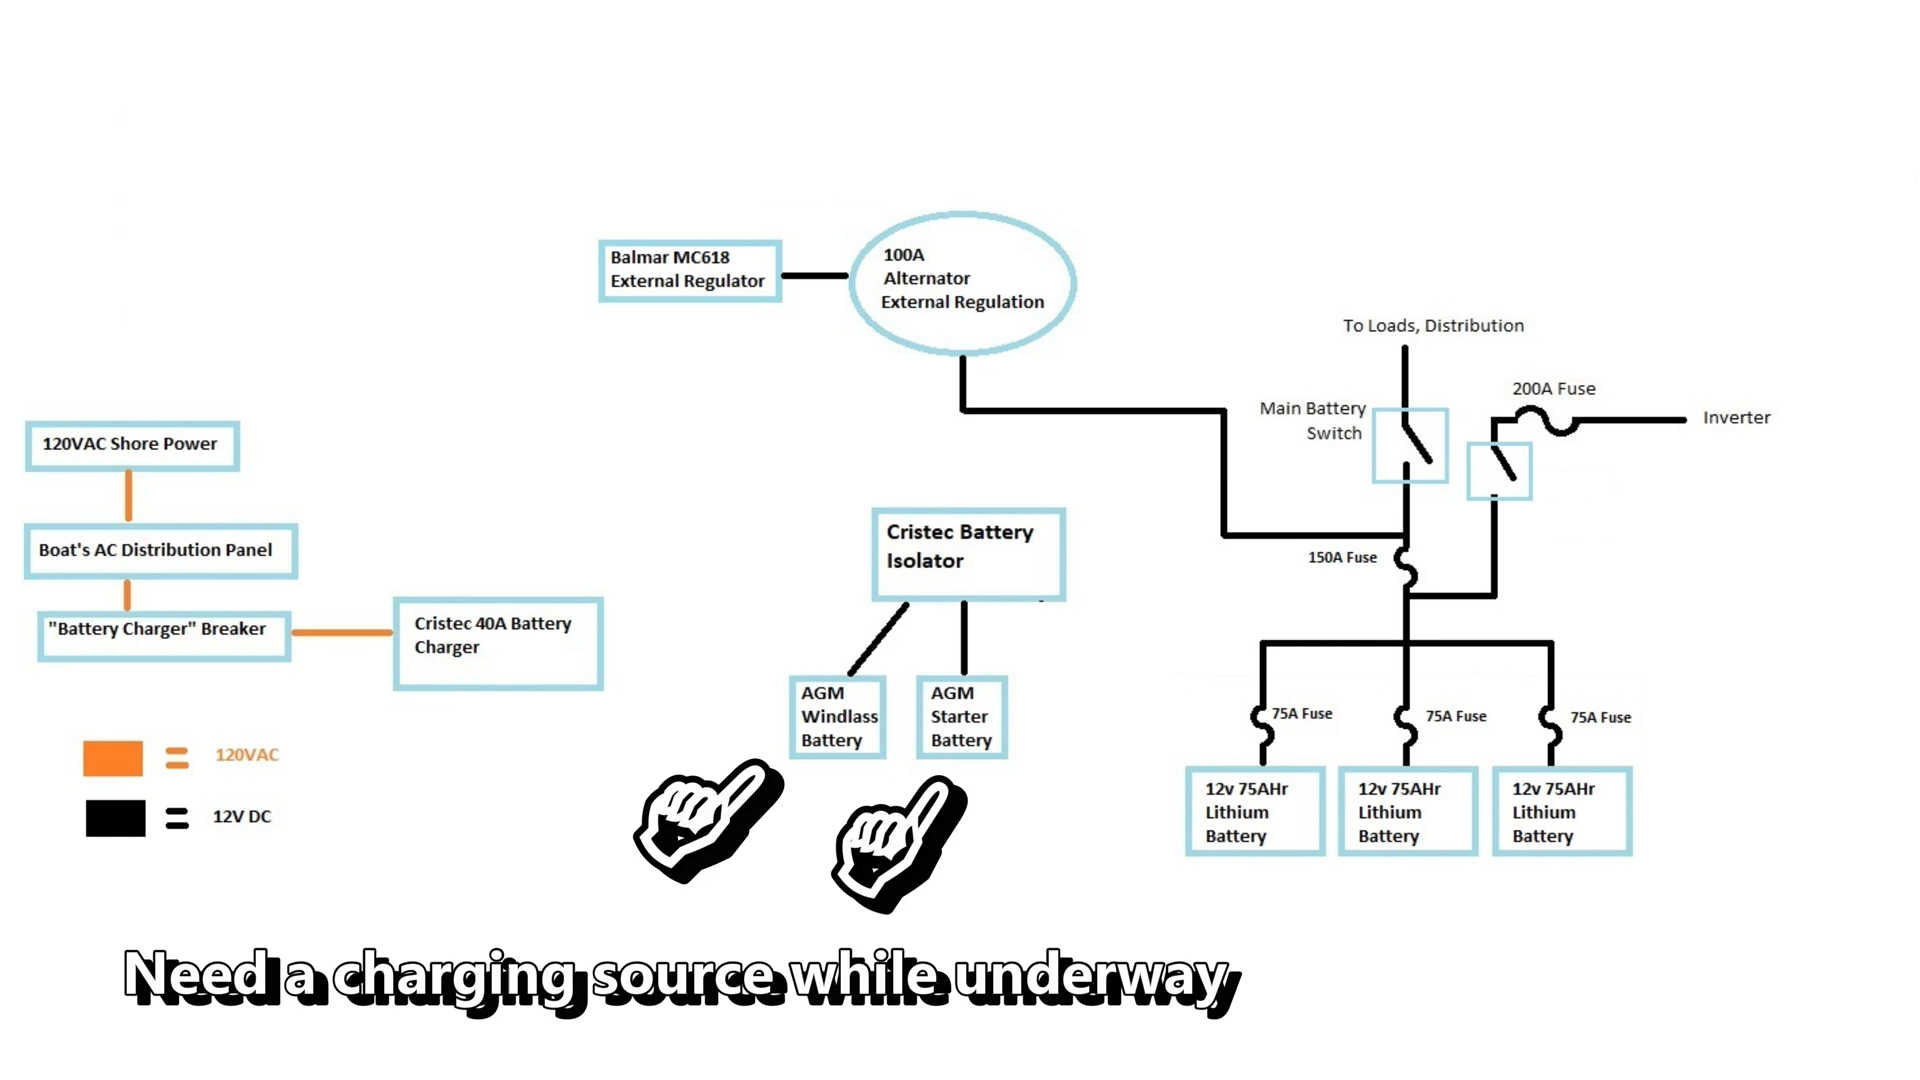 Balmar MC618
External Regulator
100A
Alternator
External Regulation
To Loads, Distribution
200A Fuse
Main Battery
Switch
Inverter
120VAC Shore Power
Boat's AC Distribution Panel
"Battery Charger" Breaker
Cristec 40A Battery
Charger
Cristec Battery
Isolator
150A Fuse
AGM
Windlass
Battery
AGM
Starter
Battery
75A Fuse
75A Fuse
75A Fuse
12v 75AHr
Lithium
Battery
12v 75AHr
Lithium
Battery
12v 75AHr
Lithium
Battery
= 120VAC
= 12V DC
Need a charging source while underway